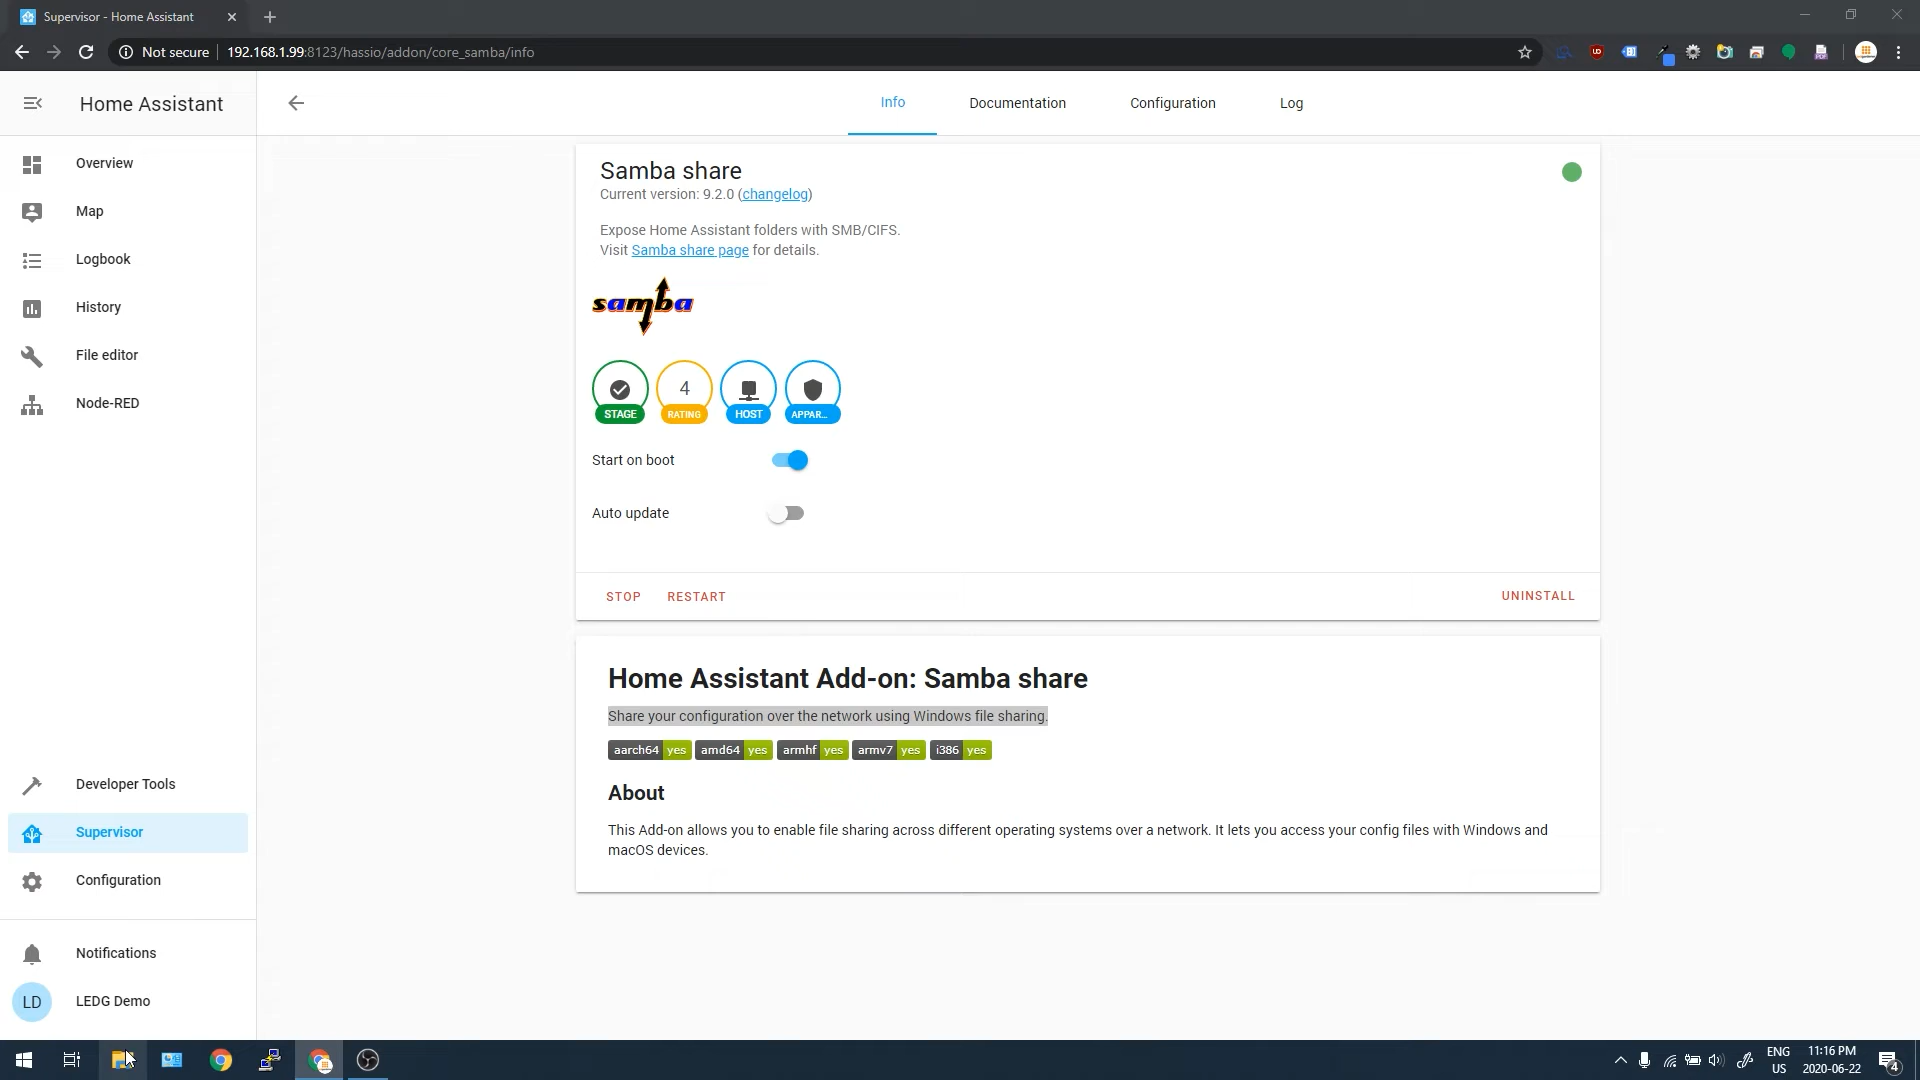 Supervisor - Home Assistant
Not secure
192.168.1.99:8123/hassio/addon/core_samba/info
Home Assistant
Info
Documentation
Configuration
Log
Overview
Map
Logbook
History
File editor
Node-RED
Developer Tools
Supervisor
Configuration
Notifications
LD
LEDG Demo
Samba share
Current version: 9.2.0 (changelog)
Expose Home Assistant folders with SMB/CIFS.
Visit Samba share page for details.
samba
4
STAGE
RATING
HOST
APPAR...
Start on boot
Auto update
STOP
RESTART
UNINSTALL
Home Assistant Add-on: Samba share
Share your configuration over the network using Windows file sharing.
aarch64 yes amd64 yes armhf yes armv7 yes i386 yes
About
This Add-on allows you to enable file sharing across different operating systems over a network. It lets you access your config files with Windows and
macOS devices.
ENG
US
11:16 PM
2020-06-22
4